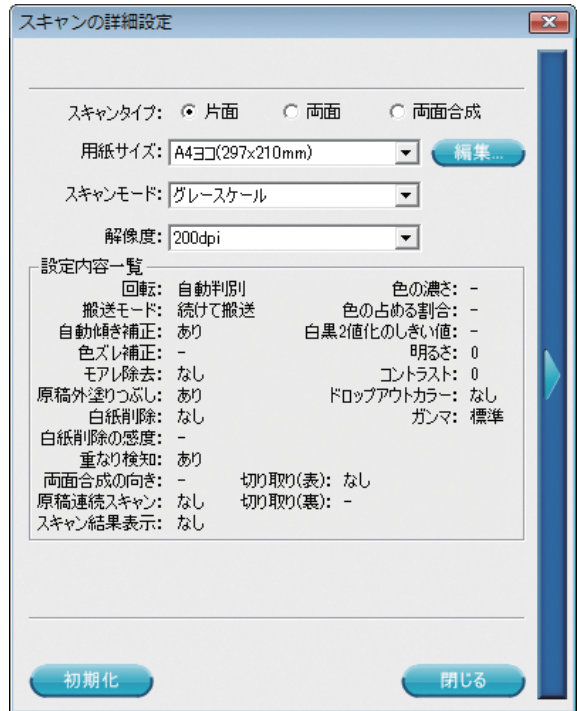 スキャンの詳細設定
スキャンタイプ: 片面 両面 両面合成
用紙サイズ: A4ヨコ(297x210mm) 編集...
スキャンモード: グレースケール
解像度: 200dpi
設定内容一覧
回転: 自動判別 色の濃さ: -
搬送モード: 続けて搬送 色の占める割合: -
自動傾き補正: あり 白黒2値化のしきい値: -
色ズレ補正: - 明るさ: 0
モアレ除去: なし コントラスト: 0
原稿外塗りつぶし: あり ドロップアウトカラー: なし
白紙削除: なし ガンマ: 標準
白紙削除の感度: -
重なり検知: あり
両面合成の向き: - 切り取り(表): なし
原稿連続スキャン: なし 切り取り(裏): -
スキャン結果表示: なし
初期化 閉じる